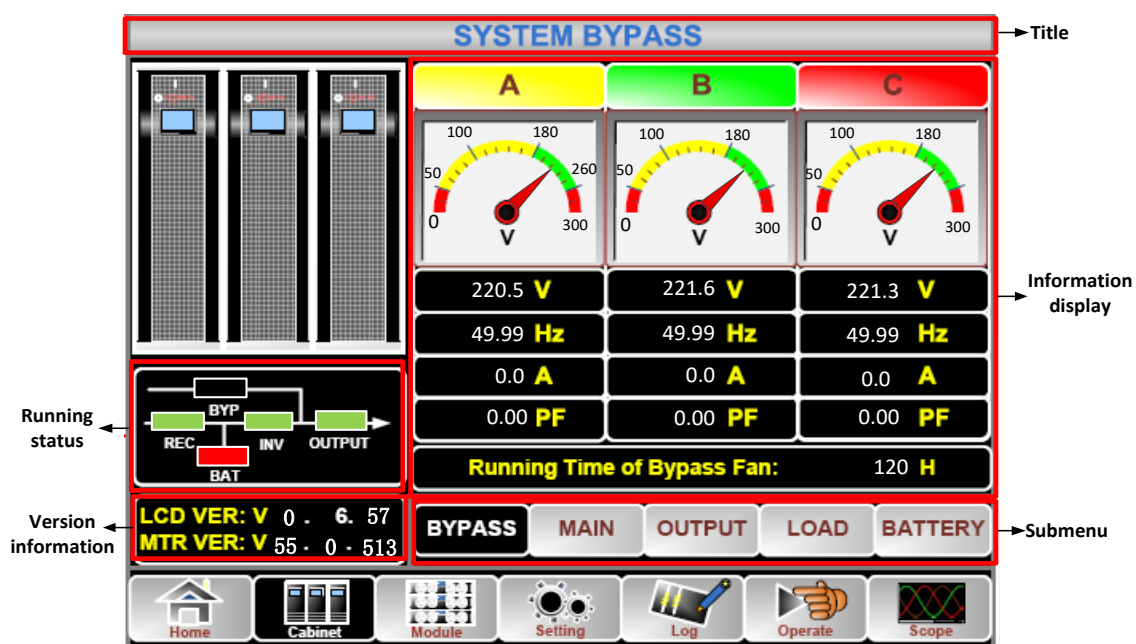 SYSTEM BYPASS
Title
A B C
100 180 100 180 100 180
50 260 50 50
0 300 0 300 0 300
V V V
220.5 V 221.6 V 221.3 V
Information
display
49.99 Hz 49.99 Hz 49.99 Hz
0.0 A 0.0 A 0.0 A
0.00 PF 0.00 PF 0.00 PF
Running Time of Bypass Fan: 120 H
Running
status
BYP
REC INV OUTPUT
BAT
Version
information
LCD VER: V 0 . 6. 57
MTR VER: V 55 . 0 . 513
BYPASS MAIN OUTPUT LOAD BATTERY
Submenu
Home Cabinet Module Setting Log Operate Scope